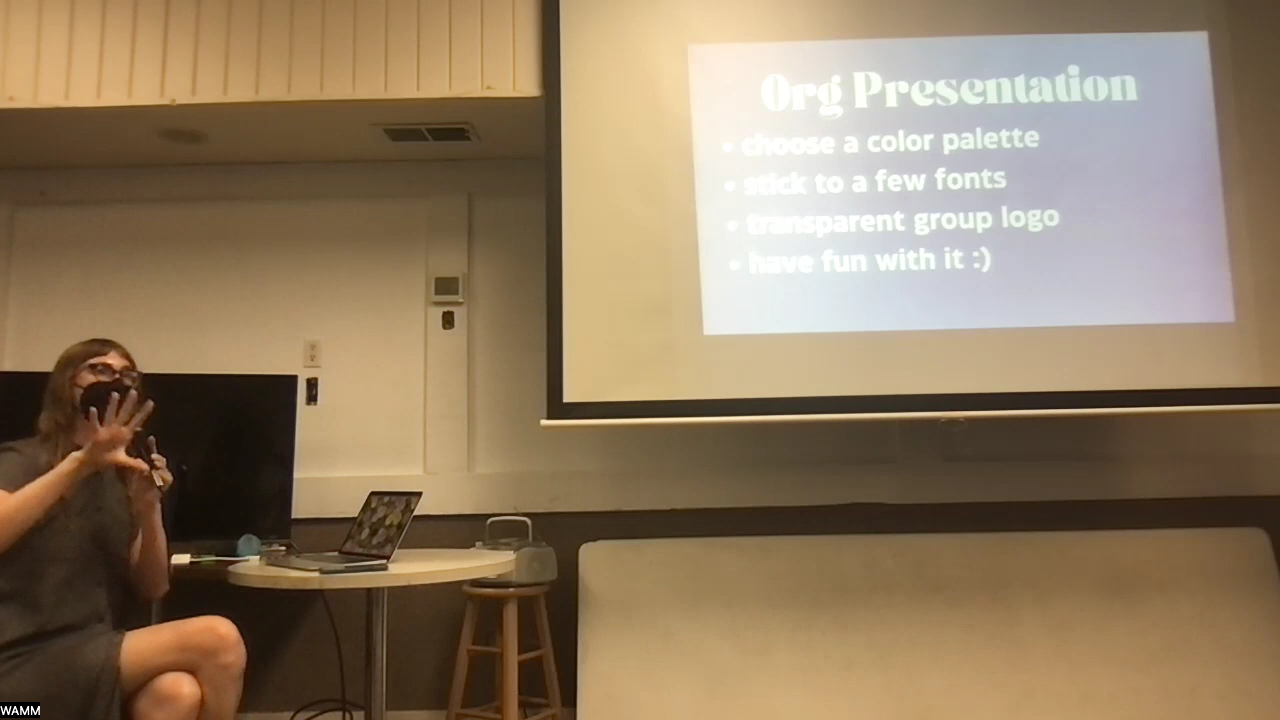 Org Presentation
• choose a color palette
• stick to a few fonts
• transparent group logo
• have fun with it :)
WAMM